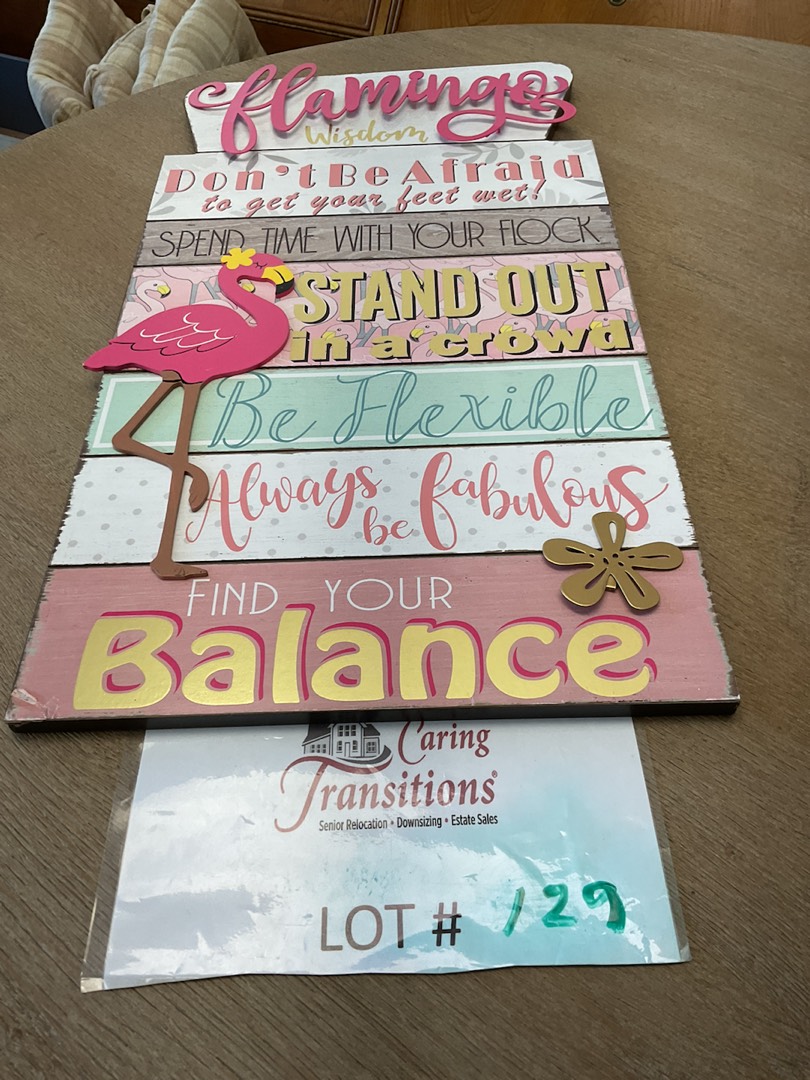 flamingo
Wisdom
Don't Be Afraid
to get your feet wet!
SPEND TIME WITH YOUR FLOCK
STAND OUT
in a crowd
Be Flexible
Always be fabulous
FIND YOUR
Balance
Caring
Transitions®
Senior Relocation • Downsizing • Estate Sales
LOT # 129